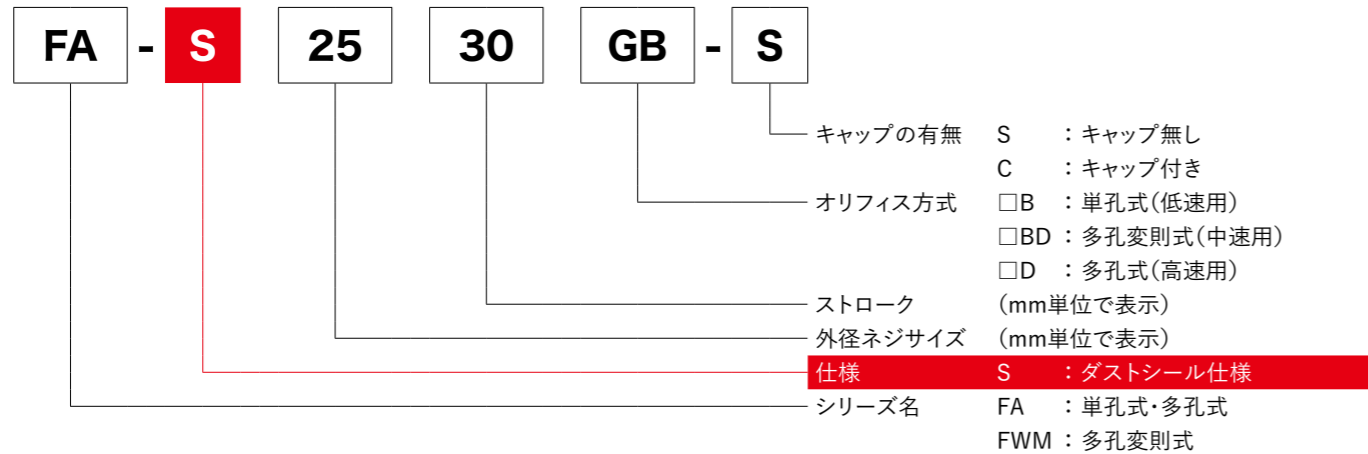 FA - S 25 30 GB - S
キャップの有無 S : キャップ無し
C : キャップ付き
オリフィス方式 □B : 単孔式(低速用)
□BD : 多孔変則式(中速用)
□D : 多孔式(高速用)
ストローク (mm単位で表示)
外径ネジサイズ (mm単位で表示)
仕様 S : ダストシール仕様
シリーズ名 FA : 単孔式・多孔式
FWM : 多孔変則式